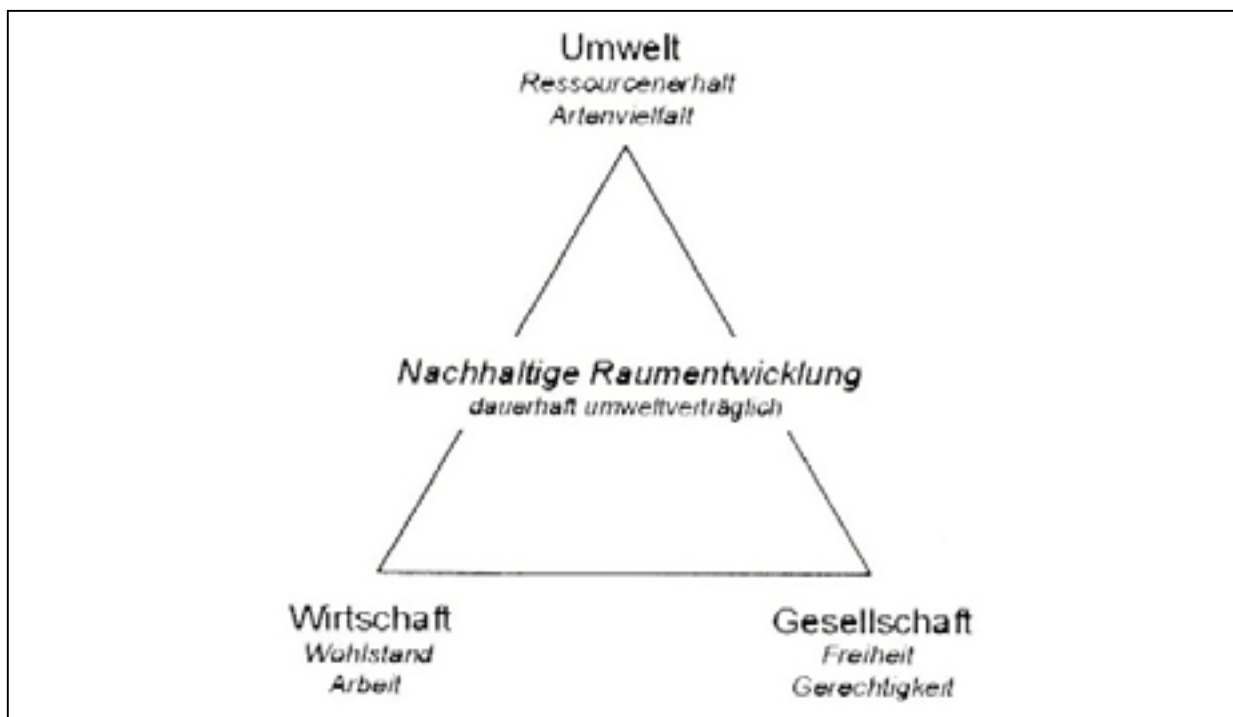 Umwelt
Ressourcenerhalt
Artenvielfalt
Nachhaltige Raumentwicklung
dauerhaft umweltverträglich
Wirtschaft
Wohlstand
Arbeit
Gesellschaft
Freiheit
Gerechtigkeit